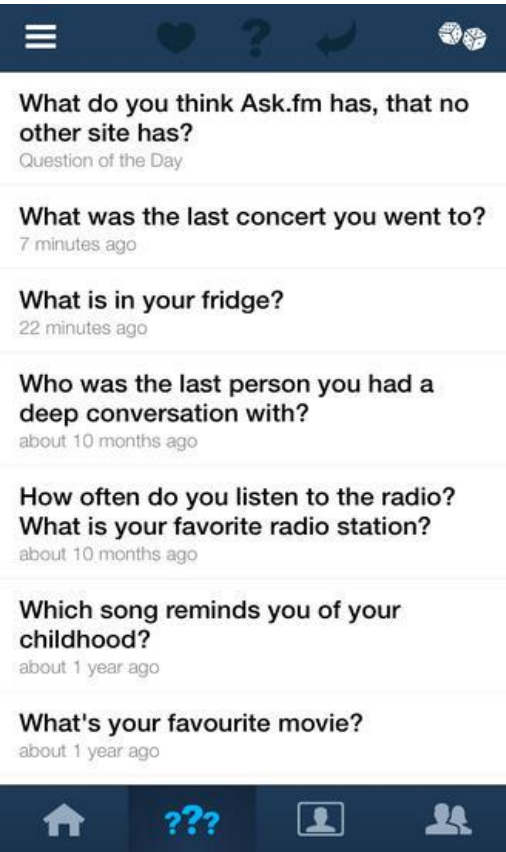 ?
What do you think Ask.fm has, that no
other site has?
Question of the Day
What was the last concert you went to?
7 minutes ago
What is in your fridge?
22 minutes ago
Who was the last person you had a
deep conversation with?
about 10 months ago
How often do you listen to the radio?
What is your favorite radio station?
about 10 months ago
Which song reminds you of your
childhood?
about 1 year ago
What's your favourite movie?
about 1 year ago
???